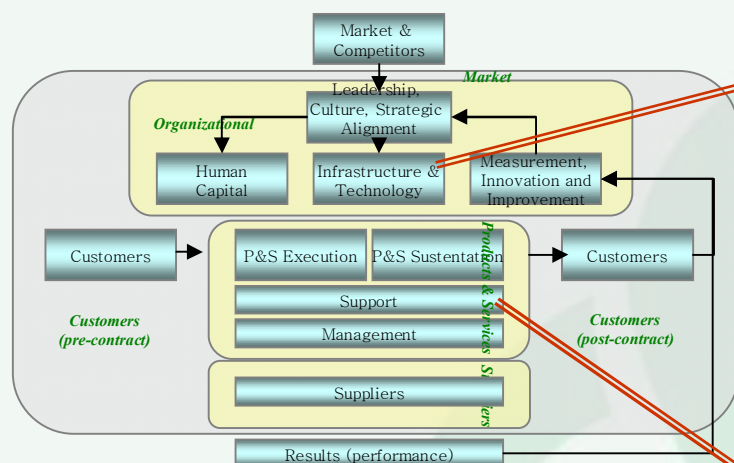 Market &
Competitors
Market
Leadership,
Culture, Strategic
Alignment
Organizational
Human
Capital
Infrastructure &
Technology
Measurement,
Innovation and
Improvement
Customers
P&S Execution
P&S Sustentation
Customers
Products & Services
Support
Management
Customers
(pre-contract)
Customers
(post-contract)
Suppliers
Results (performance)